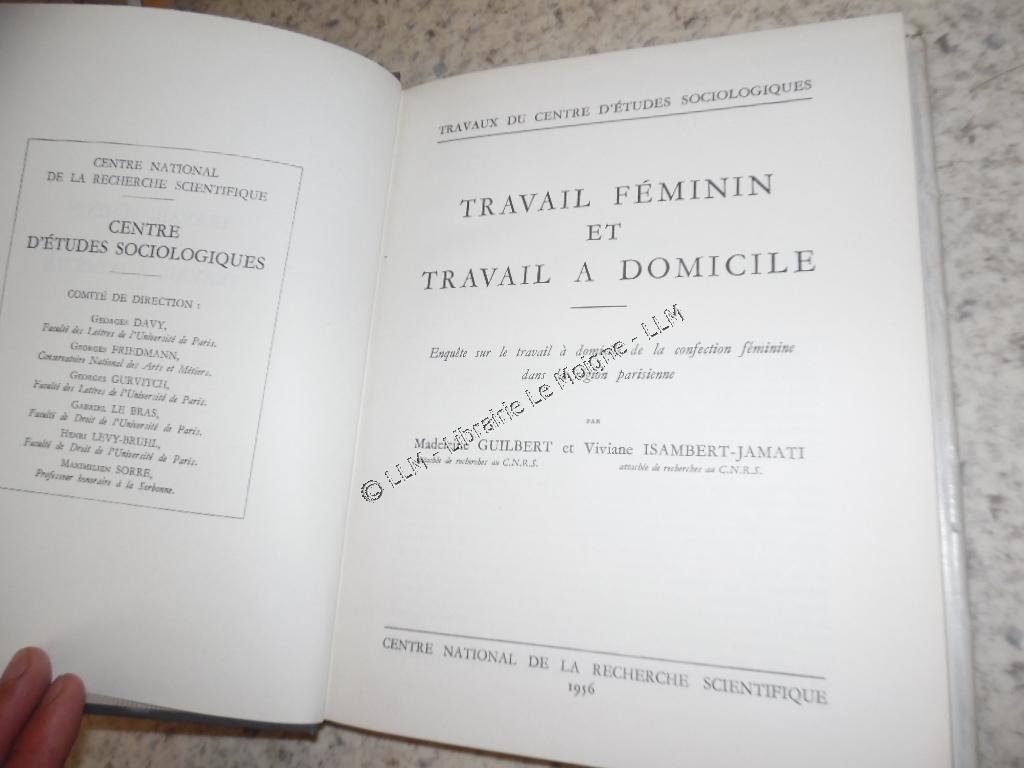 CENTRE NATIONAL
DE LA RECHERCHE SCIENTIFIQUE
CENTRE
D'ÉTUDES SOCIOLOGIQUES
COMITÉ DE DIRECTION :
Georges DAVY,
Faculté des Lettres de l'Université de Paris.
Georges FRIEDMANN,
Conservatoire National des Arts et Métiers.
Georges GURVITCH,
Faculté des Lettres de l'Université de Paris.
Gabriel LE BRAS,
Faculté de Droit de l'Université de Paris.
Henri LEVY-BRUHL,
Faculté de Droit de l'Université de Paris.
Maximilien SORRE,
Professeur honoraire à la Sorbonne.
TRAVAUX DU CENTRE D'ÉTUDES SOCIOLOGIQUES
TRAVAIL FÉMININ
ET
TRAVAIL A DOMICILE
Enquête sur le travail à domicile de la confection féminine
dans la région parisienne
PAR
Madeleine GUILBERT et Viviane ISAMBERT-JAMATI
attachée de recherches au C.N.R.S. attachée de recherches au C.N.R.S.
CENTRE NATIONAL DE LA RECHERCHE SCIENTIFIQUE
1956
© LLM - Librairie Le Moigne - LLM